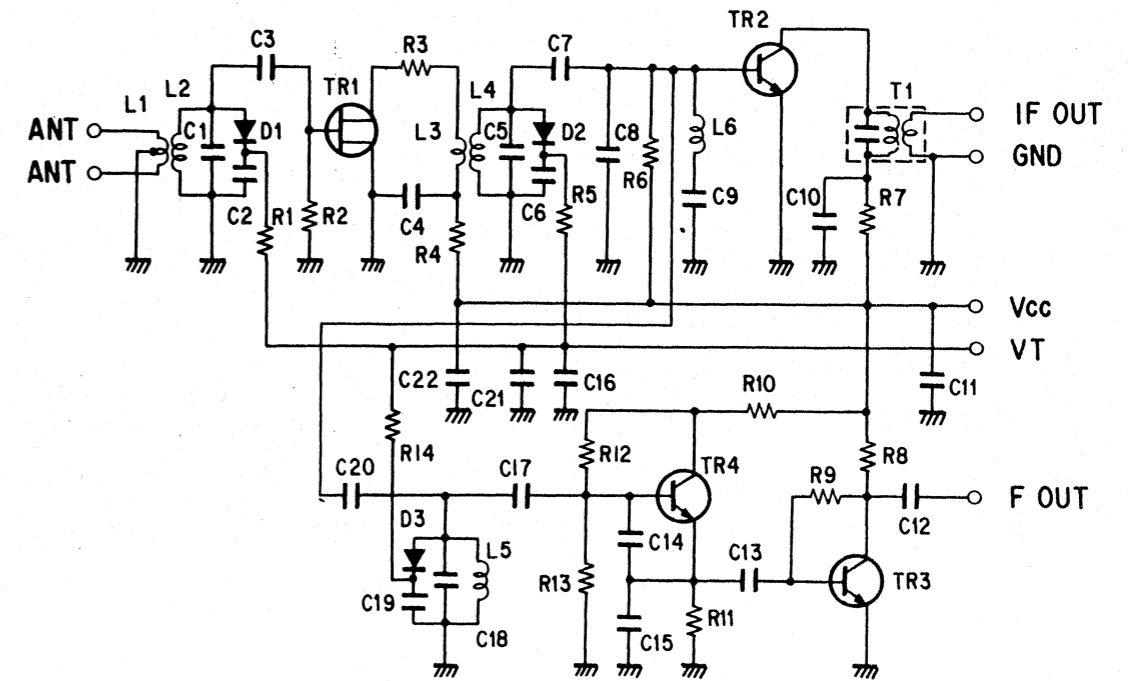 TR2
C3
R3
C7
L2
TR1
L4
T1
L1
ANT
C1
D1
L3
C5
D2
C8
L6
IF OUT
ANT
R6
GND
C2
R1
R2
C4
R4
C6
R5
C9
C10
R7
Vcc
VT
C22
C21
C16
C11
R10
R14
R12
TR4
R8
C20
C17
R9
F OUT
C12
D3
C14
L5
C13
R13
TR3
C19
R11
C18
C15